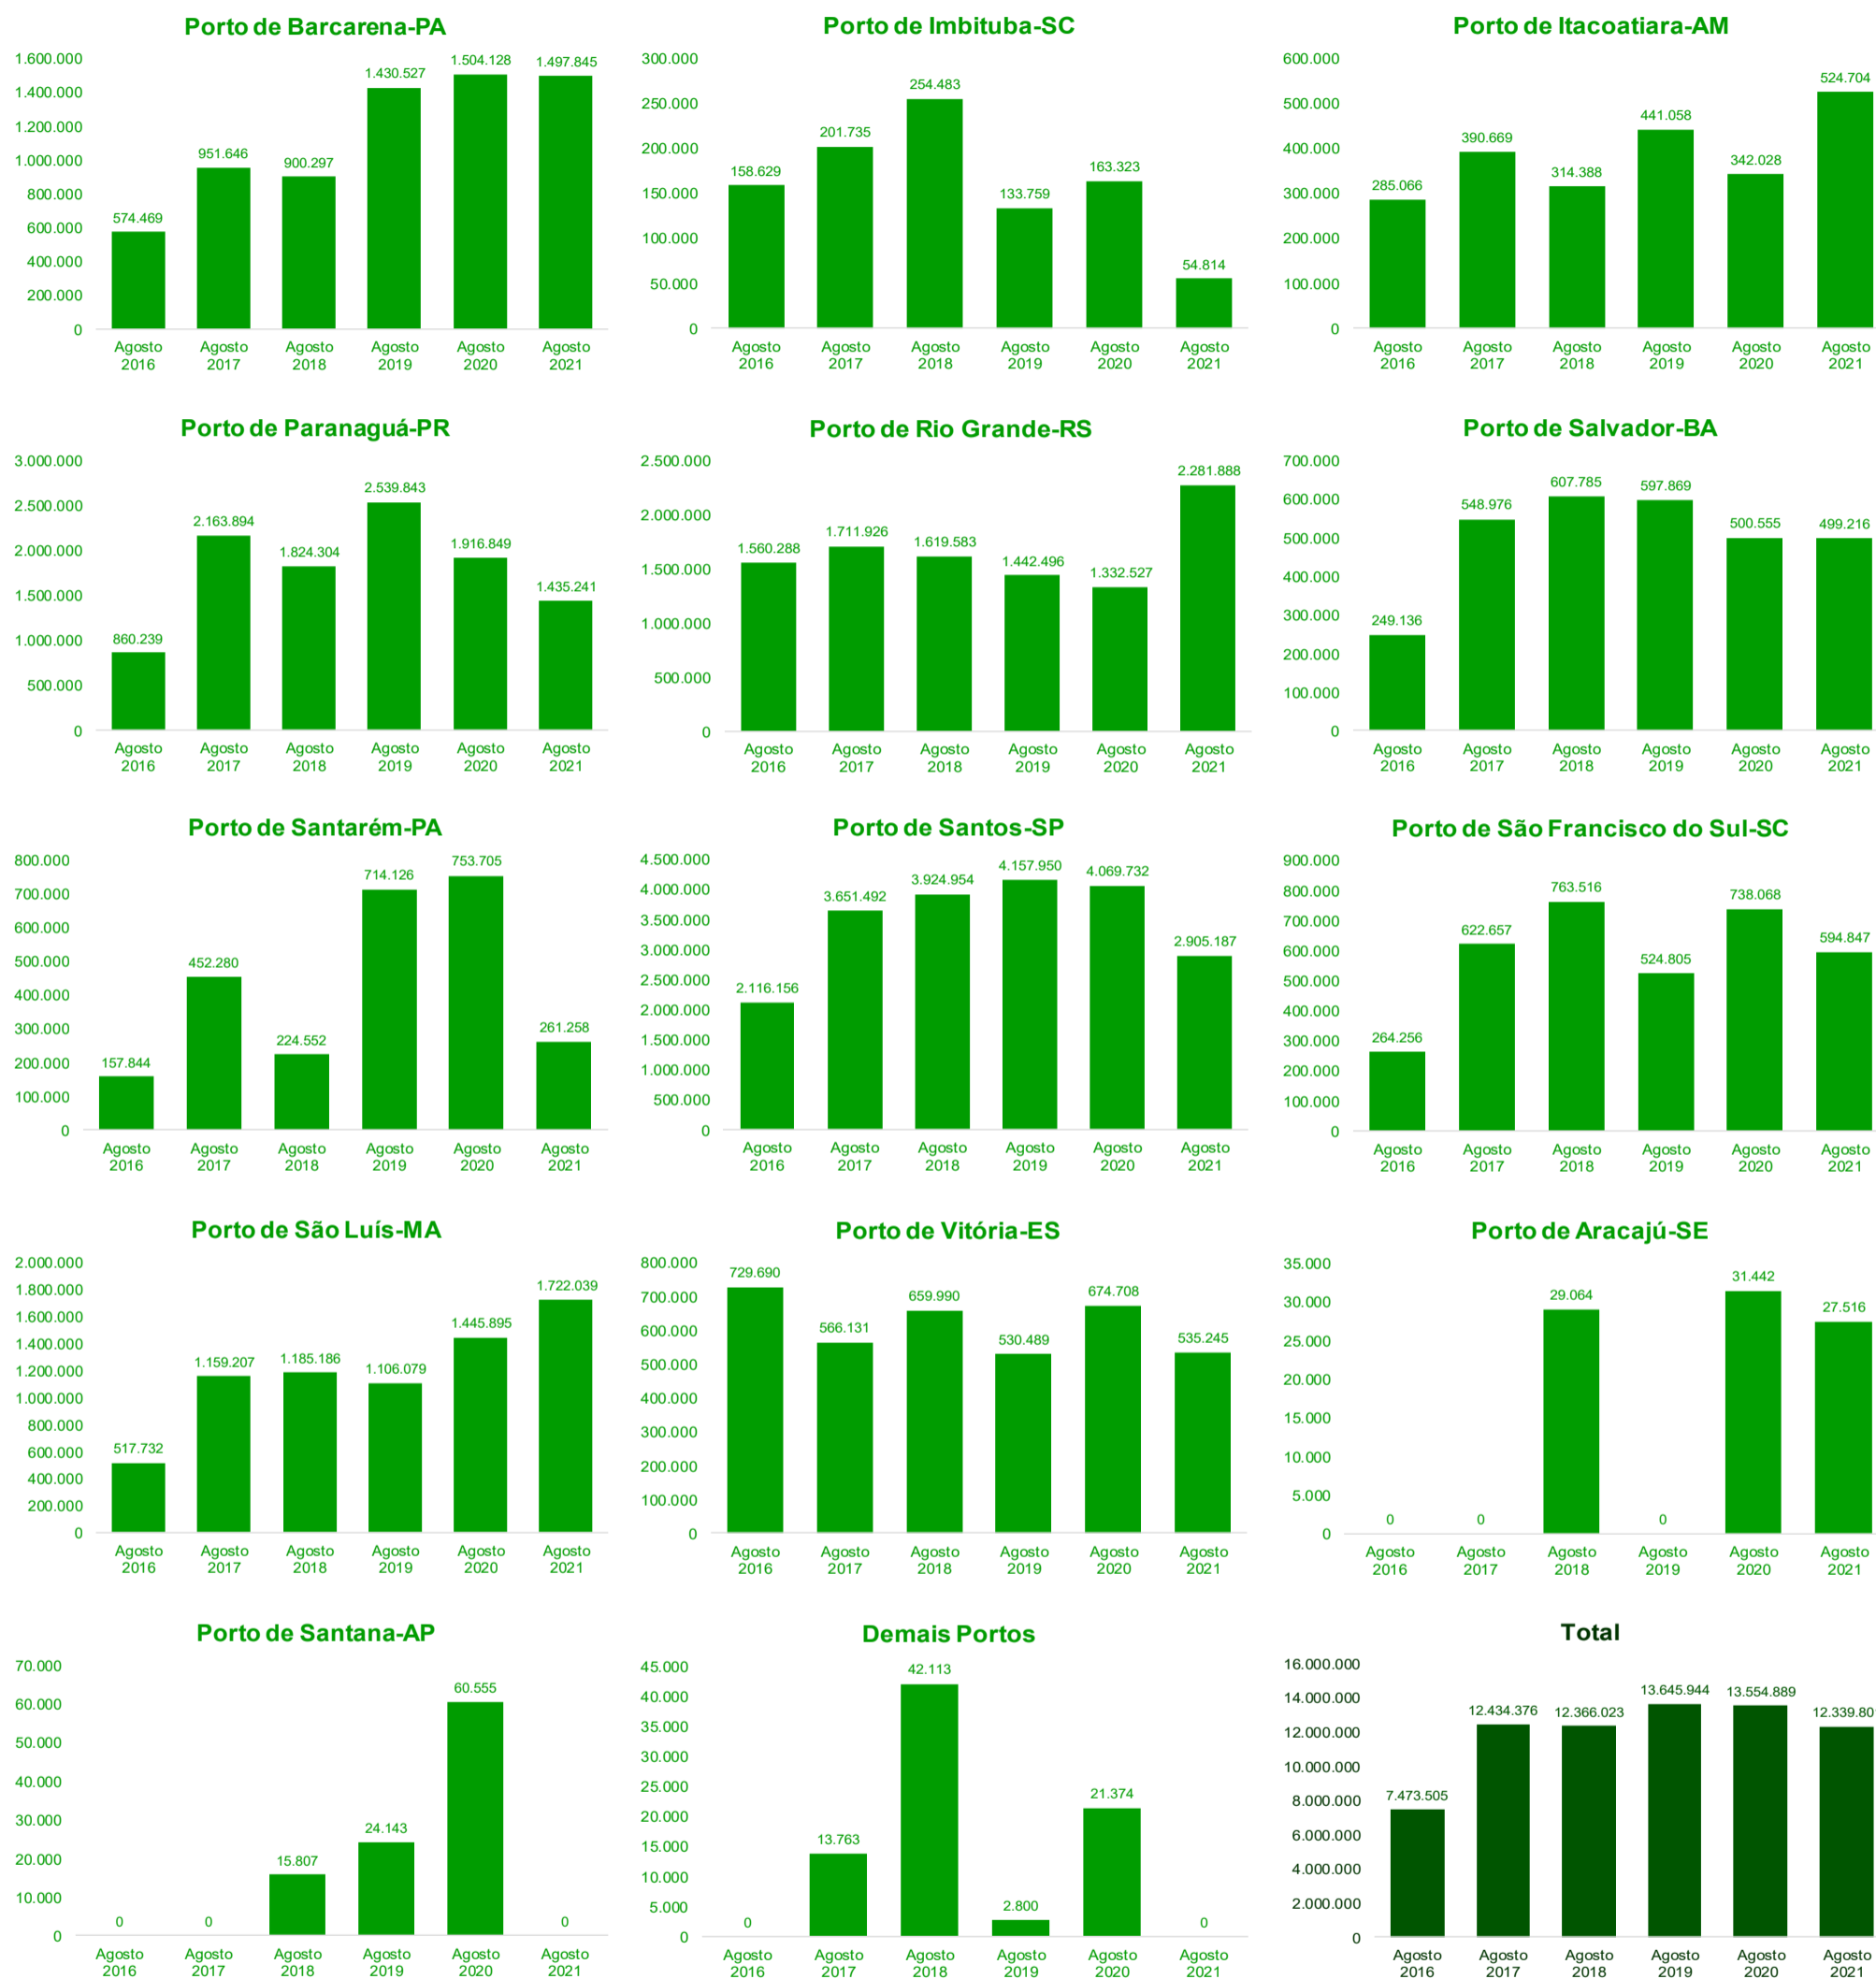 Porto de Barcarena-PA
1.600.000
1.400.000
1.200.000
1.000.000
800.000
600.000
400.000
200.000
0
574.469
951.646
900.297
1.430.527
1.504.128
1.497.845
Agosto 2016
Agosto 2017
Agosto 2018
Agosto 2019
Agosto 2020
Agosto 2021
Porto de Imbituba-SC
300.000
250.000
200.000
150.000
100.000
50.000
0
158.629
201.735
254.483
133.759
163.323
54.814
Agosto 2016
Agosto 2017
Agosto 2018
Agosto 2019
Agosto 2020
Agosto 2021
Porto de Itacoatiara-AM
600.000
500.000
400.000
300.000
200.000
100.000
0
285.066
390.669
314.388
441.058
342.028
524.704
Agosto 2016
Agosto 2017
Agosto 2018
Agosto 2019
Agosto 2020
Agosto 2021
Porto de Paranaguá-PR
3.000.000
2.500.000
2.000.000
1.500.000
1.000.000
500.000
0
860.239
2.163.894
1.824.304
2.539.843
1.916.849
1.435.241
Agosto 2016
Agosto 2017
Agosto 2018
Agosto 2019
Agosto 2020
Agosto 2021
Porto de Rio Grande-RS
2.500.000
2.000.000
1.500.000
1.000.000
500.000
0
1.560.288
1.711.926
1.619.583
1.442.496
1.332.527
2.281.888
Agosto 2016
Agosto 2017
Agosto 2018
Agosto 2019
Agosto 2020
Agosto 2021
Porto de Salvador-BA
700.000
600.000
500.000
400.000
300.000
200.000
100.000
0
249.136
548.976
607.785
597.869
500.555
499.216
Agosto 2016
Agosto 2017
Agosto 2018
Agosto 2019
Agosto 2020
Agosto 2021
Porto de Santarém-PA
800.000
700.000
600.000
500.000
400.000
300.000
200.000
100.000
0
157.844
452.280
224.552
714.126
753.705
261.258
Agosto 2016
Agosto 2017
Agosto 2018
Agosto 2019
Agosto 2020
Agosto 2021
Porto de Santos-SP
4.500.000
4.000.000
3.500.000
3.000.000
2.500.000
2.000.000
1.500.000
1.000.000
500.000
0
2.116.156
3.651.492
3.924.954
4.157.950
4.069.732
2.905.187
Agosto 2016
Agosto 2017
Agosto 2018
Agosto 2019
Agosto 2020
Agosto 2021
Porto de São Francisco do Sul-SC
900.000
800.000
700.000
600.000
500.000
400.000
300.000
200.000
100.000
0
264.256
622.657
763.516
524.805
738.068
594.847
Agosto 2016
Agosto 2017
Agosto 2018
Agosto 2019
Agosto 2020
Agosto 2021
Porto de São Luís-MA
2.000.000
1.800.000
1.600.000
1.400.000
1.200.000
1.000.000
800.000
600.000
400.000
200.000
0
517.732
1.159.207
1.185.186
1.106.079
1.445.895
1.722.039
Agosto 2016
Agosto 2017
Agosto 2018
Agosto 2019
Agosto 2020
Agosto 2021
Porto de Vitória-ES
800.000
700.000
600.000
500.000
400.000
300.000
200.000
100.000
0
729.690
566.131
659.990
530.489
674.708
535.245
Agosto 2016
Agosto 2017
Agosto 2018
Agosto 2019
Agosto 2020
Agosto 2021
Porto de Aracajú-SE
35.000
30.000
25.000
20.000
15.000
10.000
5.000
0
0
0
29.064
0
31.442
27.516
Agosto 2016
Agosto 2017
Agosto 2018
Agosto 2019
Agosto 2020
Agosto 2021
Porto de Santana-AP
70.000
60.000
50.000
40.000
30.000
20.000
10.000
0
0
0
15.807
24.143
60.555
0
Agosto 2016
Agosto 2017
Agosto 2018
Agosto 2019
Agosto 2020
Agosto 2021
Demais Portos
45.000
40.000
35.000
30.000
25.000
20.000
15.000
10.000
5.000
0
0
13.763
42.113
2.800
21.374
0
Agosto 2016
Agosto 2017
Agosto 2018
Agosto 2019
Agosto 2020
Agosto 2021
Total
16.000.000
14.000.000
12.000.000
10.000.000
8.000.000
6.000.000
4.000.000
2.000.000
0
7.473.505
12.434.376
12.366.023
13.645.944
13.554.889
12.339.80
Agosto 2016
Agosto 2017
Agosto 2018
Agosto 2019
Agosto 2020
Agosto 2021